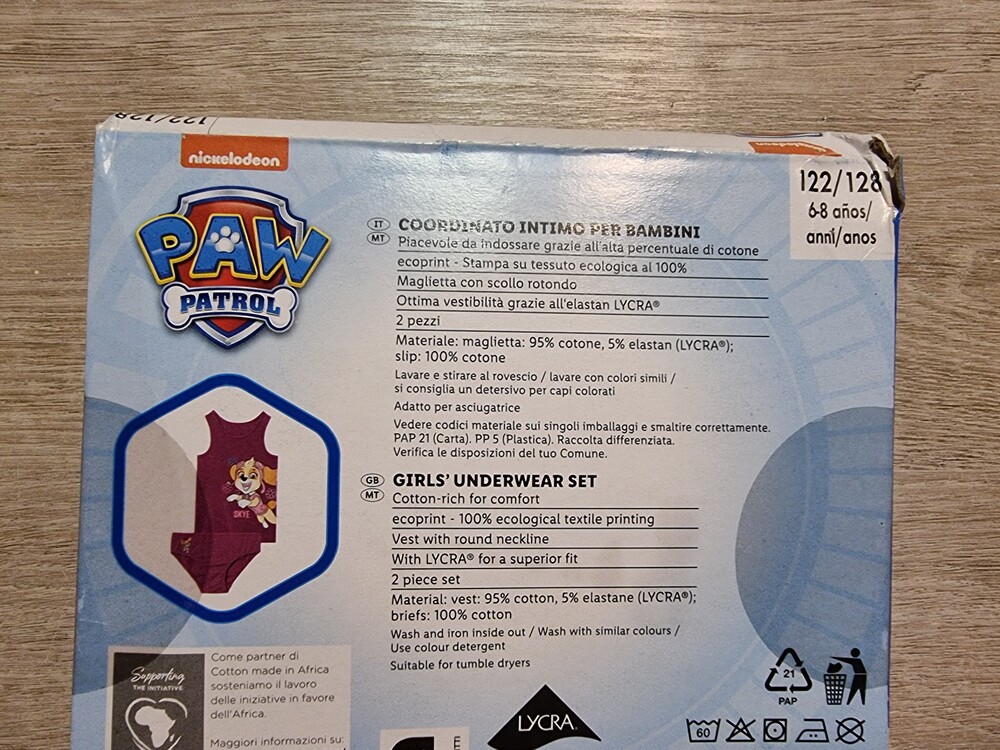 122/128
nickelodeon
PAW
PATROL
122/128
6-8 años/
anni/anos
IT
MT
COORDINATO INTIMO PER BAMBINI
Piacevole da indossare grazie all'alta percentuale di cotone
ecoprint - Stampa su tessuto ecologica al 100%
Maglietta con scollo rotondo
Ottima vestibilità grazie all'elastan LYCRA®
2 pezzi
Materiale: maglietta: 95% cotone, 5% elastan (LYCRA®);
slip: 100% cotone
Lavare e stirare al rovescio / lavare con colori simili /
si consiglia un detersivo per capi colorati
Adatto per asciugatrice
Vedere codici materiale sui singoli imballaggi e smaltire correttamente.
PAP 21 (Carta). PP 5 (Plastica). Raccolta differenziata.
Verifica le disposizioni del tuo Comune.
GB
MT
GIRLS' UNDERWEAR SET
Cotton-rich for comfort
ecoprint - 100% ecological textile printing
Vest with round neckline
With LYCRA® for a superior fit
2 piece set
Material: vest: 95% cotton, 5% elastane (LYCRA®);
briefs: 100% cotton
Wash and iron inside out / Wash with similar colours /
Use colour detergent
Suitable for tumble dryers
SKYE
Supporting
THE INITIATIVE
Come partner di
Cotton made in Africa
sosteniamo il lavoro
delle iniziative in favore
dell'Africa.
Maggiori informazioni su:
LYCRA
21
PAP
60